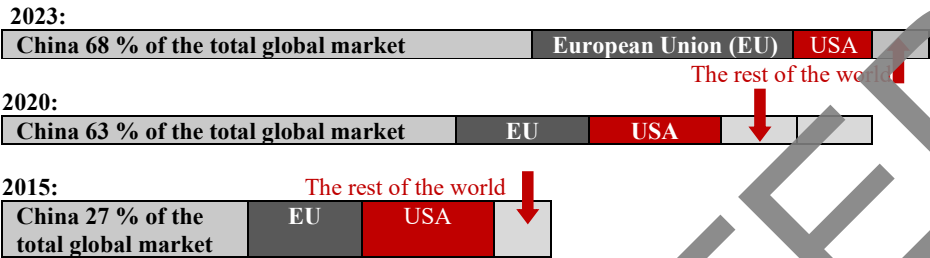 2023:
China 68 % of the total global market European Union (EU) USA
The rest of the world
2020:
China 63 % of the total global market EU USA
2015: The rest of the world
China 27 % of the EU USA
total global market